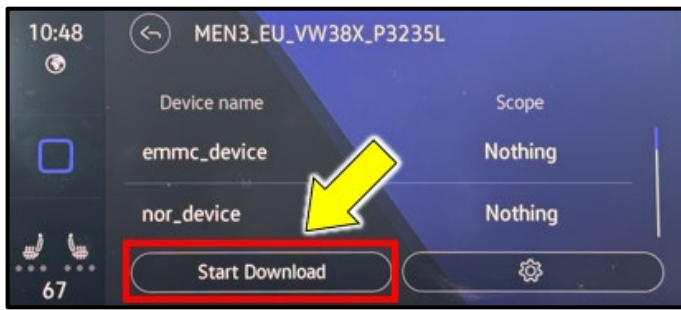 10:48
MEN3_EU_VW38X_P3235L
Device name Scope
emmc_device Nothing
nor_device Nothing
Start Download
67